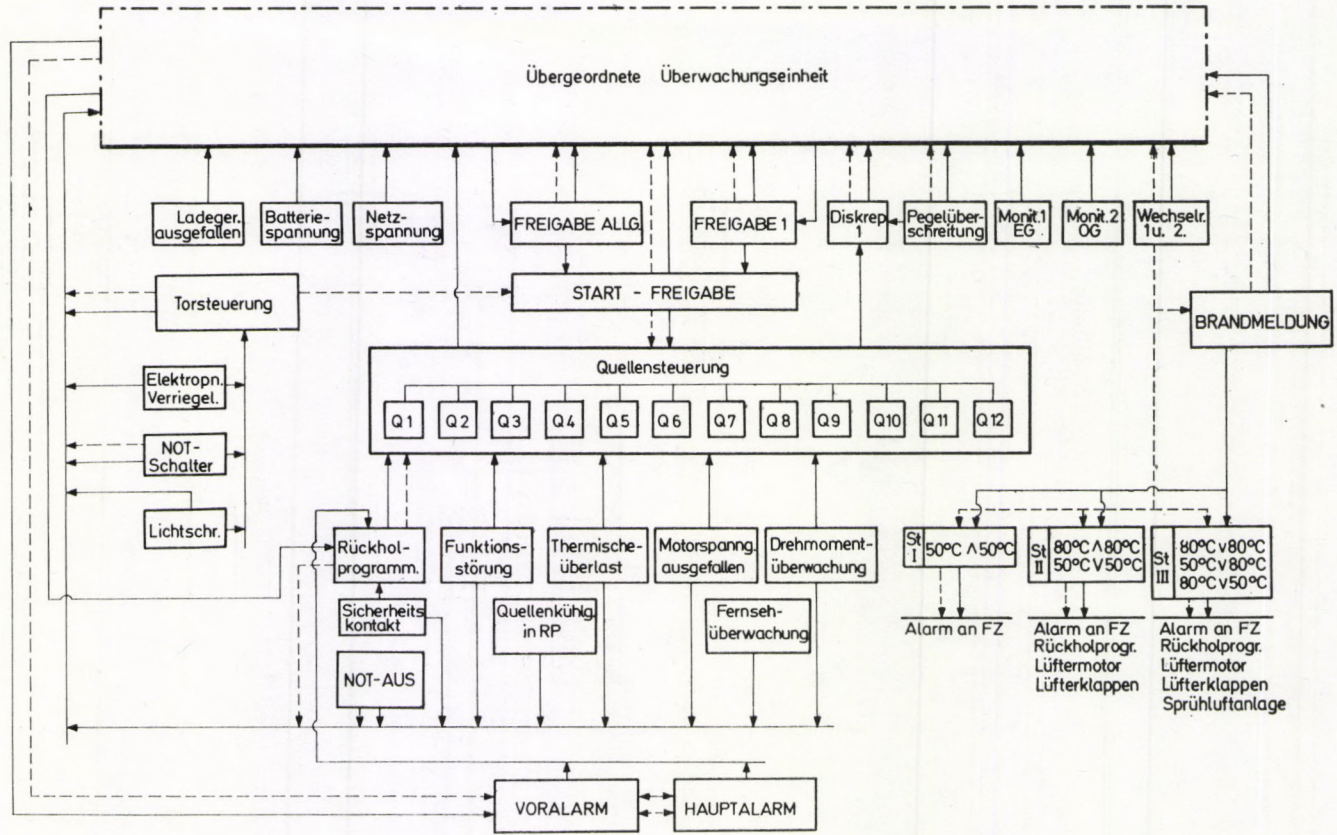 Übergeordnete Überwachungseinheit
Ladeger.
ausgefallen
Batterie-
spannung
Netz-
spannung
FREIGABE ALLG.
FREIGABE 1
Diskrep.
1
Pegelüber-
schreitung
Monit.1
EG
Monit.2
OG
Wechselr.
1 u. 2.
Torsteuerung
START - FREIGABE
BRANDMELDUNG
Quellensteuerung
Elektropn.
Verriegel.
Q 1
Q 2
Q 3
Q 4
Q 5
Q 6
Q 7
Q 8
Q 9
Q10
Q 11
Q 12
NOT-
Schalter
Lichtschr.
Rückhol-
programm.
Funktions-
störung
Thermische-
überlast
Motorspanng.
ausgefallen
Drehmoment-
überwachung
St
I
50°C ∧ 50°C
St
II
80°C ∧ 80°C
50°C ∨ 50°C
St
III
80°C ∨ 80°C
50°C ∨ 80°C
80°C ∨ 50°C
Sicherheits
kontakt
Quellenkühlg.
in RP
Fernseh-
überwachung
Alarm an FZ
Alarm an FZ
Rückholprogr.
Lüftermotor
Lüfterklappen
Alarm an FZ
Rückholprogr.
Lüftermotor
Lüfterklappen
Sprühluftanlage
NOT-AUS
VORALARM
HAUPTALARM